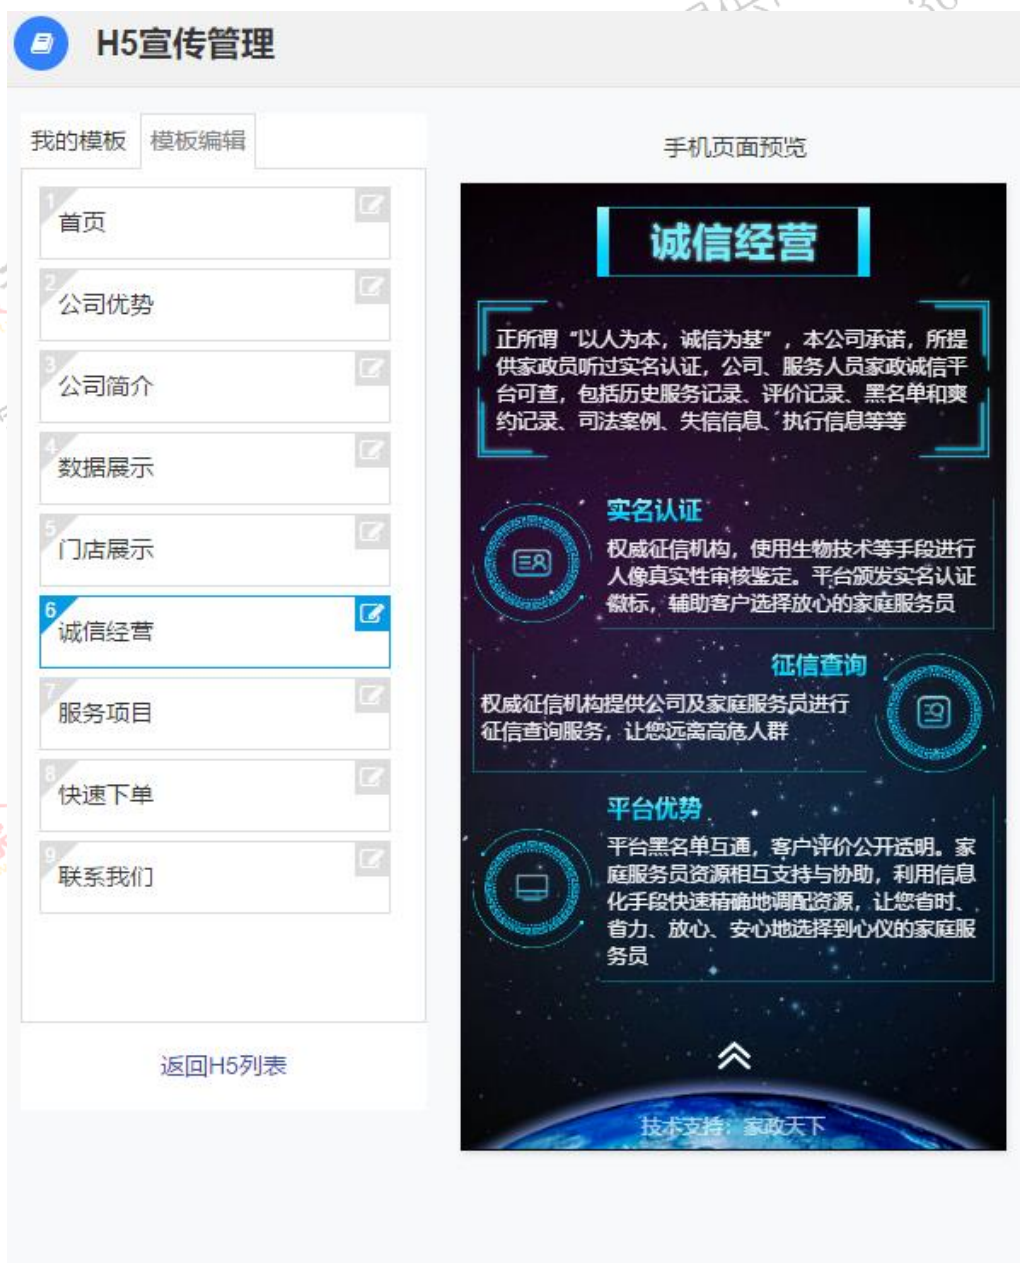 H5宣传管理
我的模板 模板编辑
1
首页
2
公司优势
3
公司简介
4
数据展示
5
门店展示
6
诚信经营
7
服务项目
8
快速下单
9
联系我们
返回H5列表
手机页面预览
诚信经营
正所谓“以人为本，诚信为基”，本公司承诺，所提
供家政员听过实名认证，公司、服务人员家政诚信平
台可查，包括历史服务记录、评价记录、黑名单和爽
约记录、司法案例、失信信息、执行信息等等
实名认证
权威征信机构，使用生物技术等手段进行
人像真实性审核鉴定。平台颁发实名认证
徽标，辅助客户选择放心的家庭服务员
征信查询
权威征信机构提供公司及家庭服务员进行
征信查询服务，让您远离高危人群
平台优势
平台黑名单互通，客户评价公开透明。家
庭服务员资源相互支持与协助，利用信息
化手段快速精确地调配资源，让您省时、
省力、放心、安心地选择到心仪的家庭服
务员
技术支持：家政天下